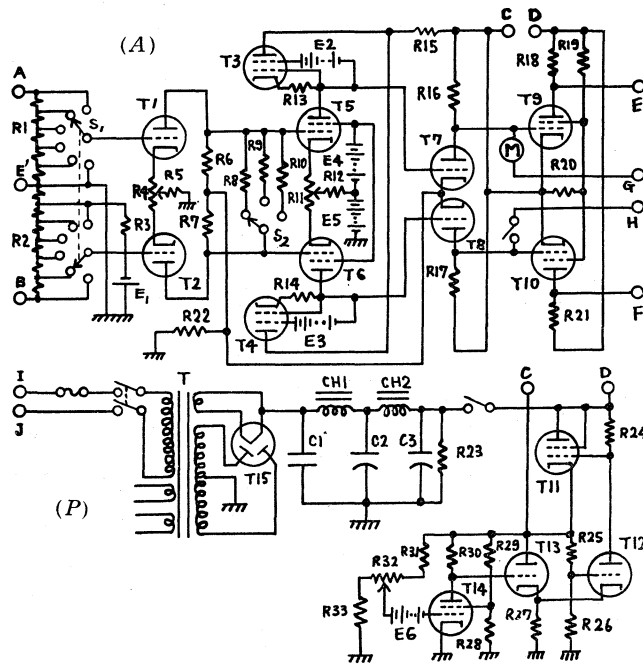 (A)
C D
T3
E2
R15
R18
R19
A
R13
R16
T9
E
T1
T5
R1
S1
R9
E4
T7
M
R6
R8
R10
R12
R20
E'
R4
R5
R11
G
R3
R7
E5
H
R2
S2
T8
T2
T6
R17
T10
B
E1
R14
R22
T4
E3
R21
F
I
T
CH1
CH2
C
D
J
C1
C2
C3
R23
R24
T15
T11
(P)
R31
R30
R29
T13
R25
T12
R32
T14
R33
E6
R28
R27
R26